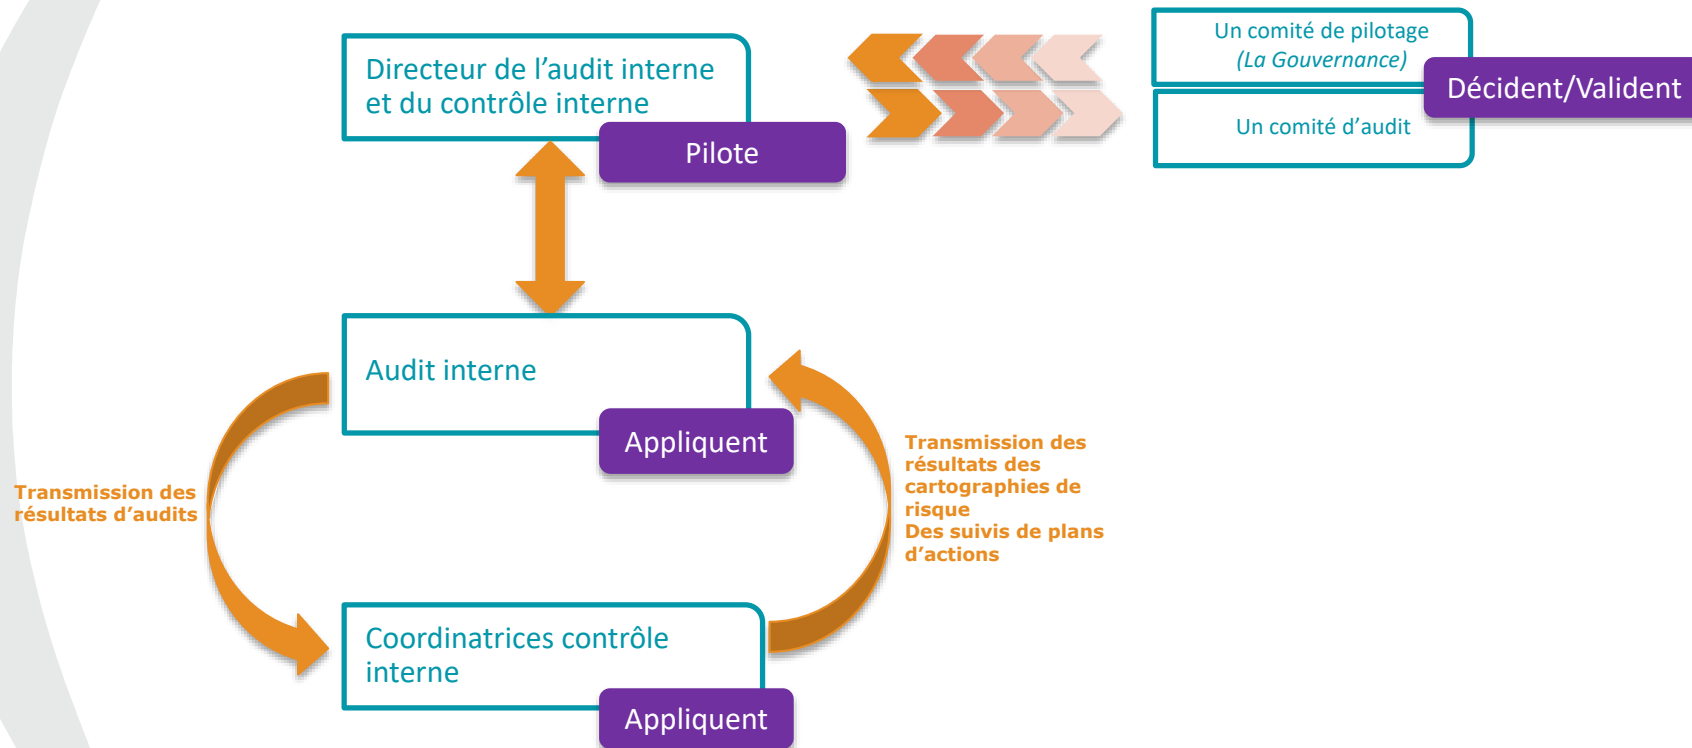 Directeur de l’audit interne
et du contrôle interne
Pilote
Un comité de pilotage
(La Gouvernance)
Décident/Valident
Un comité d’audit
Audit interne
Appliquent
Transmission des
résultats d’audits
Transmission des
résultats des
cartographies de
risque
Des suivis de plans
d’actions
Coordinatrices contrôle
interne
Appliquent